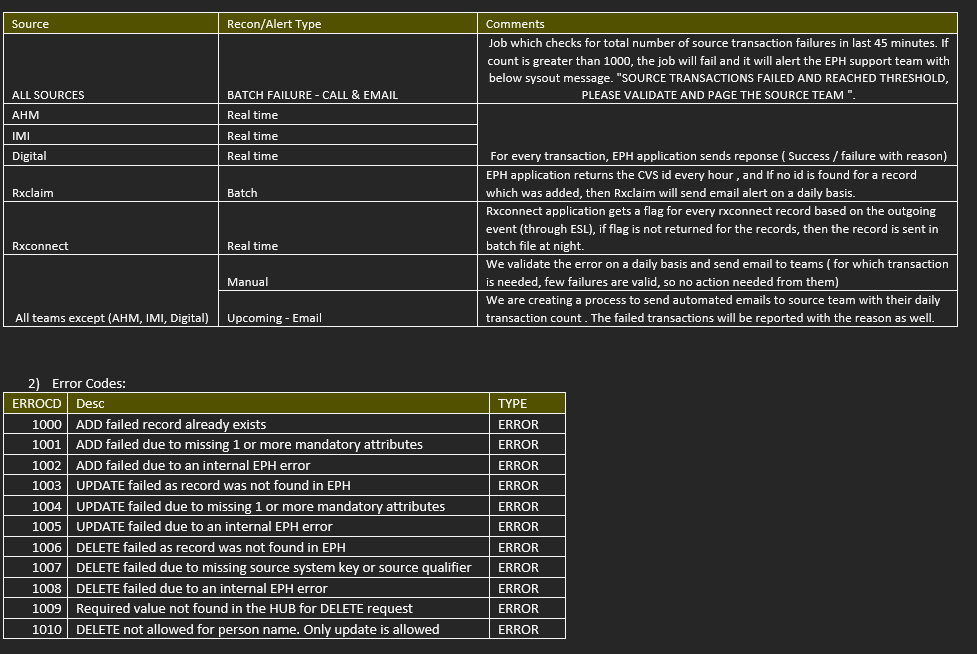 Source Recon/Alert Type Comments
Job which checks for total number of source transaction failures in last 45 minutes. If
count is greater than 1000, the job will fail and it will alert the EPH support team with
below sysout message. "SOURCE TRANSACTIONS FAILED AND REACHED THRESHOLD,
ALL SOURCES BATCH FAILURE - CALL & EMAIL PLEASE VALIDATE AND PAGE THE SOURCE TEAM ".
AHM Real time
IMI Real time
Digital Real time For every transaction, EPH application sends reponse ( Success / failure with reason)
EPH application returns the CVS id every hour , and If no id is found for a record
Rxclaim Batch which was added, then Rxclaim will send email alert on a daily basis.
Rxconnect application gets a flag for every rxconnect record based on the outgoing
event (through ESL), if flag is not returned for the records, then the record is sent in
Rxconnect Real time batch file at night.
We validate the error on a daily basis and send email to teams ( for which transaction
Manual is needed, few failures are valid, so no action needed from them)
We are creating a process to send automated emails to source team with their daily
All teams except (AHM, IMI, Digital) Upcoming - Email transaction count . The failed transactions will be reported with the reason as well.
2) Error Codes:
ERROCD Desc TYPE
1000 ADD failed record already exists ERROR
1001 ADD failed due to missing 1 or more mandatory attributes ERROR
1002 ADD failed due to an internal EPH error ERROR
1003 UPDATE failed as record was not found in EPH ERROR
1004 UPDATE failed due to missing 1 or more mandatory attributes ERROR
1005 UPDATE failed due to an internal EPH error ERROR
1006 DELETE failed as record was not found in EPH ERROR
1007 DELETE failed due to missing source system key or source qualifier ERROR
1008 DELETE failed due to an internal EPH error ERROR
1009 Required value not found in the HUB for DELETE request ERROR
1010 DELETE not allowed for person name. Only update is allowed ERROR